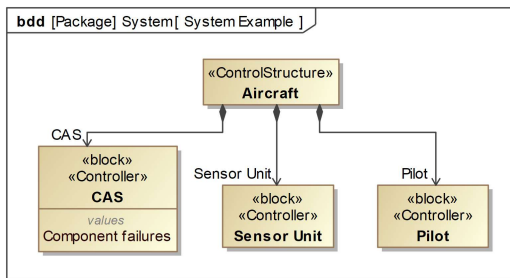 bdd [Package] System[ System Example ]
«ControlStructure»
Aircraft
CAS
Sensor Unit
Pilot
«block»
«Controller»
CAS
values
Component failures
«block»
«Controller»
Sensor Unit
«block»
«Controller»
Pilot